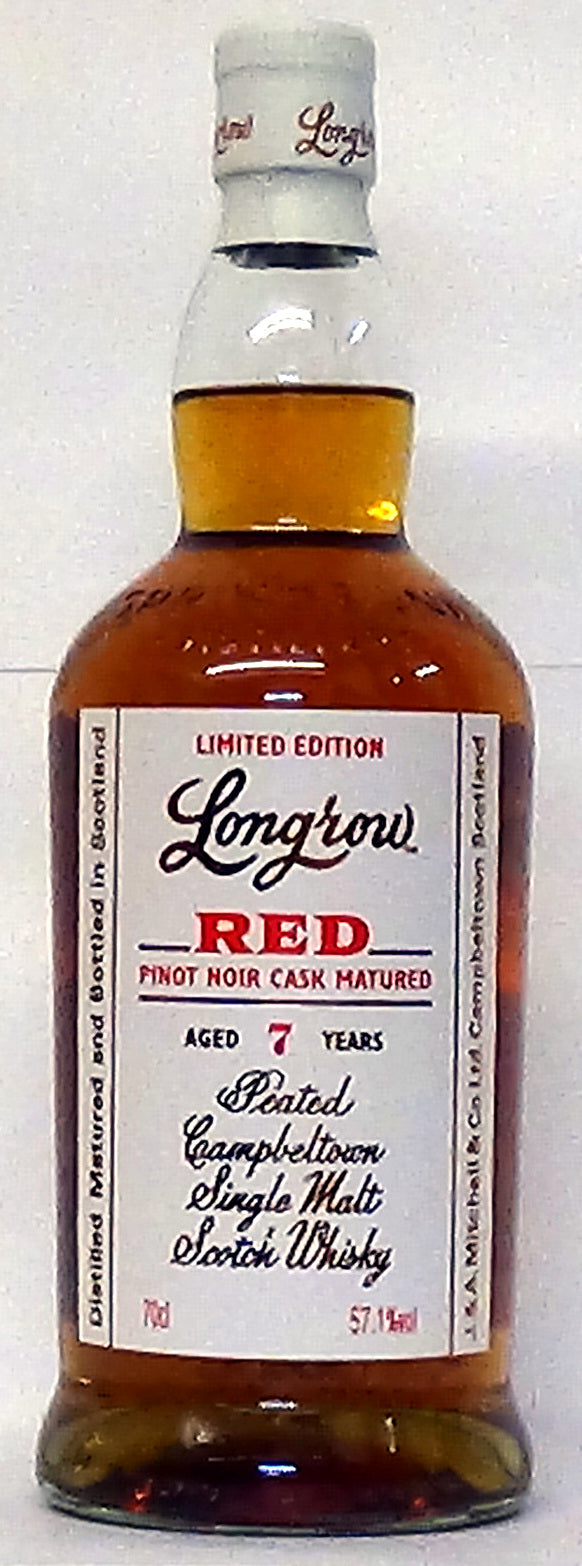 Longrow
LIMITED EDITION
Longrow
RED
PINOT NOIR CASK MATURED
AGED 7 YEARS
Peated
Campbeltown
Single Malt
Scotch Whisky
70cl 57.1%vol
Distilled Matured and Bottled in Scotland
J. & A. Mitchell & Co. Ltd. Campbeltown Scotland